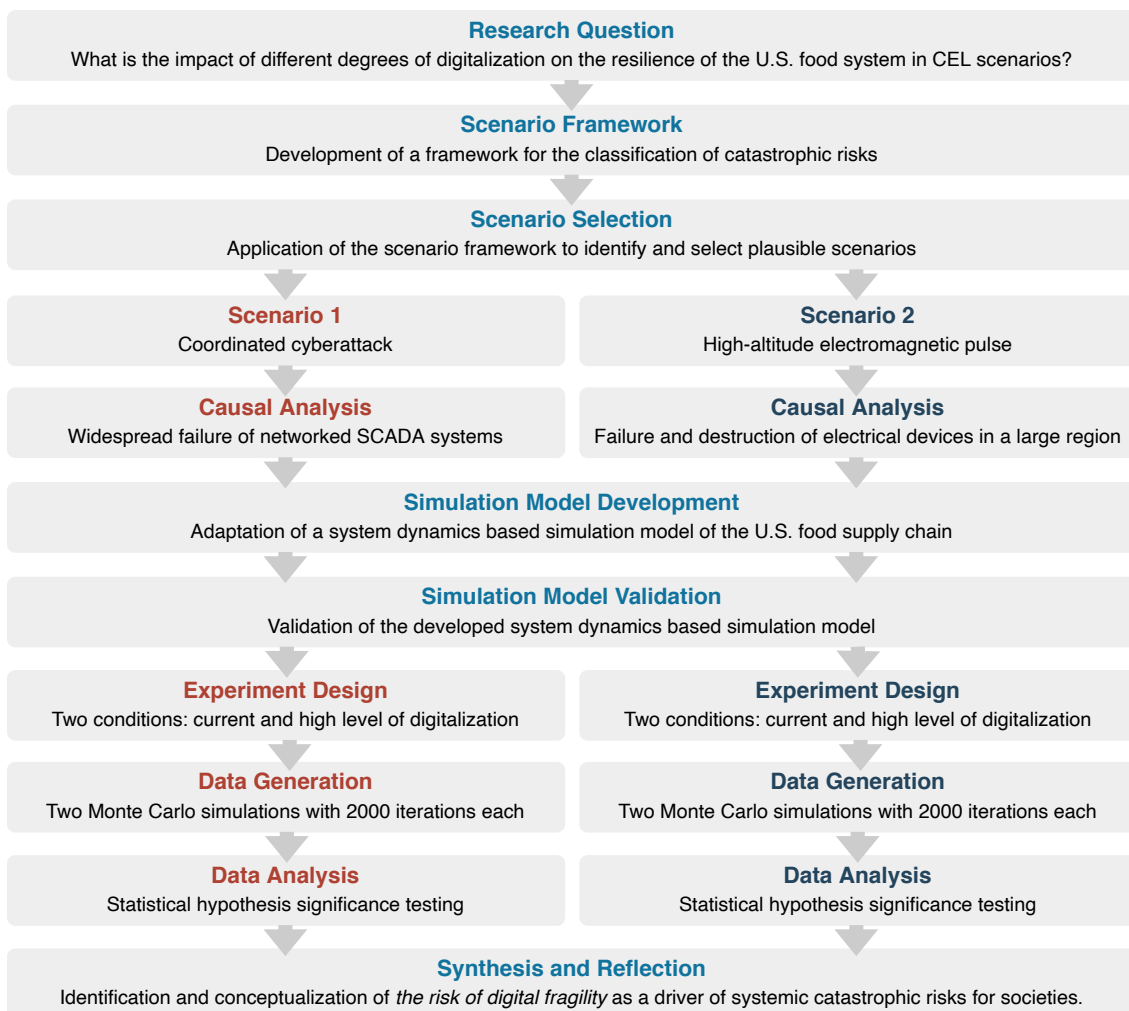 Research Question
What is the impact of different degrees of digitalization on the resilience of the U.S. food system in CEL scenarios?
Scenario Framework
Development of a framework for the classification of catastrophic risks
Scenario Selection
Application of the scenario framework to identify and select plausible scenarios
Scenario 1
Coordinated cyberattack
Scenario 2
High-altitude electromagnetic pulse
Causal Analysis
Widespread failure of networked SCADA systems
Causal Analysis
Failure and destruction of electrical devices in a large region
Simulation Model Development
Adaptation of a system dynamics based simulation model of the U.S. food supply chain
Simulation Model Validation
Validation of the developed system dynamics based simulation model
Experiment Design
Two conditions: current and high level of digitalization
Experiment Design
Two conditions: current and high level of digitalization
Data Generation
Two Monte Carlo simulations with 2000 iterations each
Data Generation
Two Monte Carlo simulations with 2000 iterations each
Data Analysis
Statistical hypothesis significance testing
Data Analysis
Statistical hypothesis significance testing
Synthesis and Reflection
Identification and conceptualization of the risk of digital fragility as a driver of systemic catastrophic risks for societies.